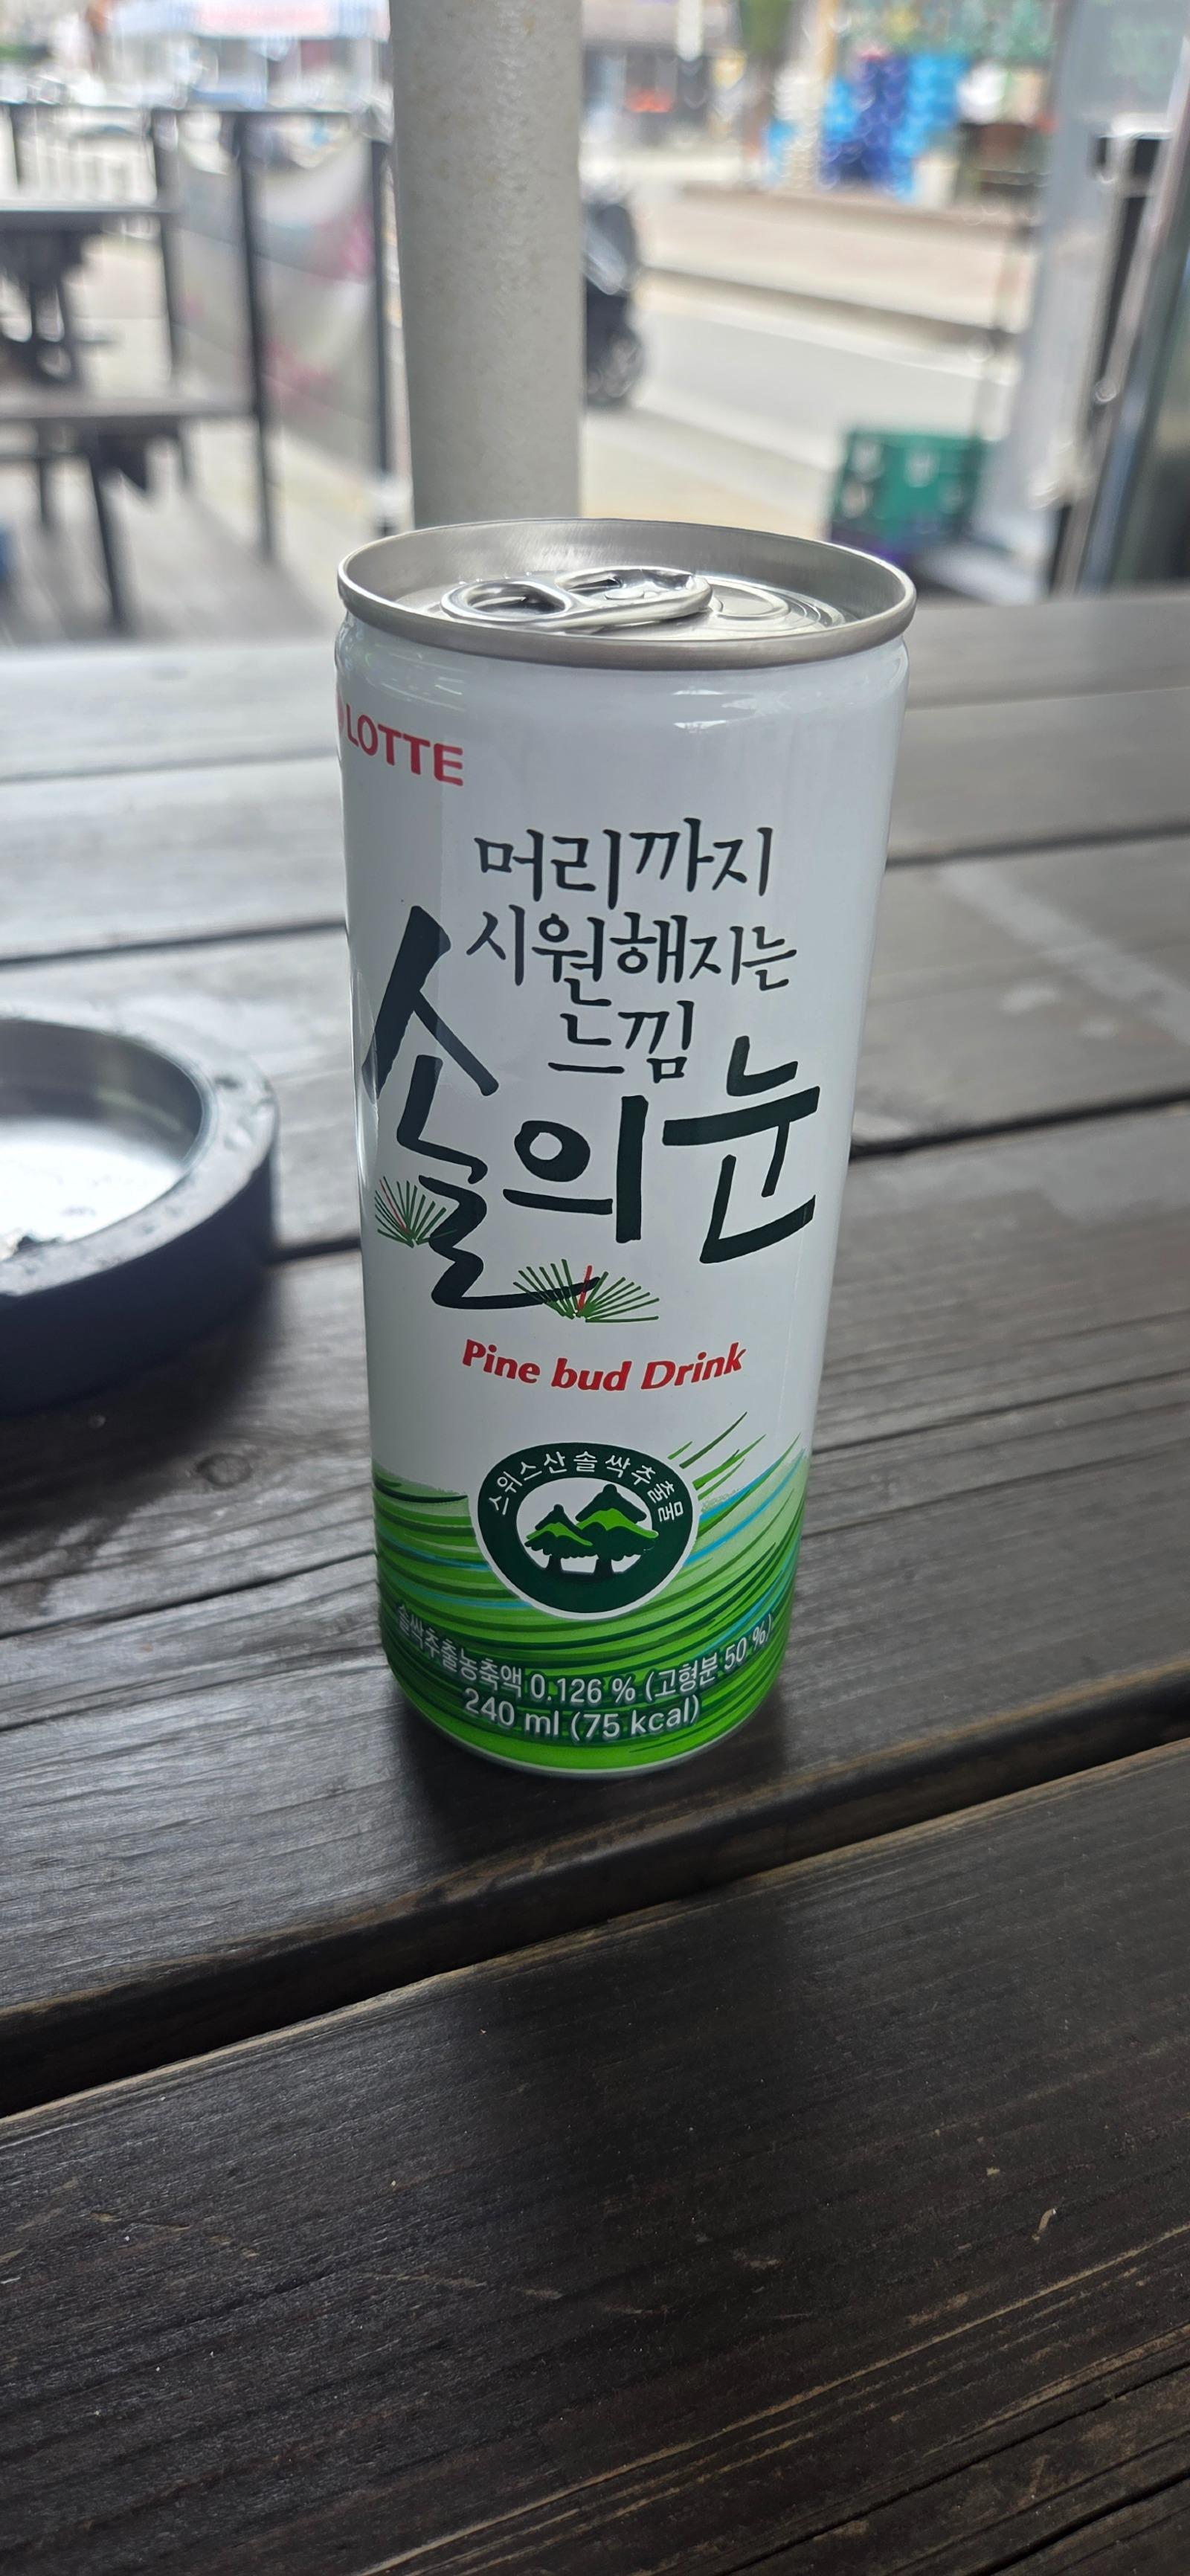 LOTTE
머리까지
시원해지는
느낌
솔의눈
Pine bud Drink
스위스산솔싹추출물
솔싹추출농축액 0.126 % (고형분 50 %)
240 ml (75 kcal)